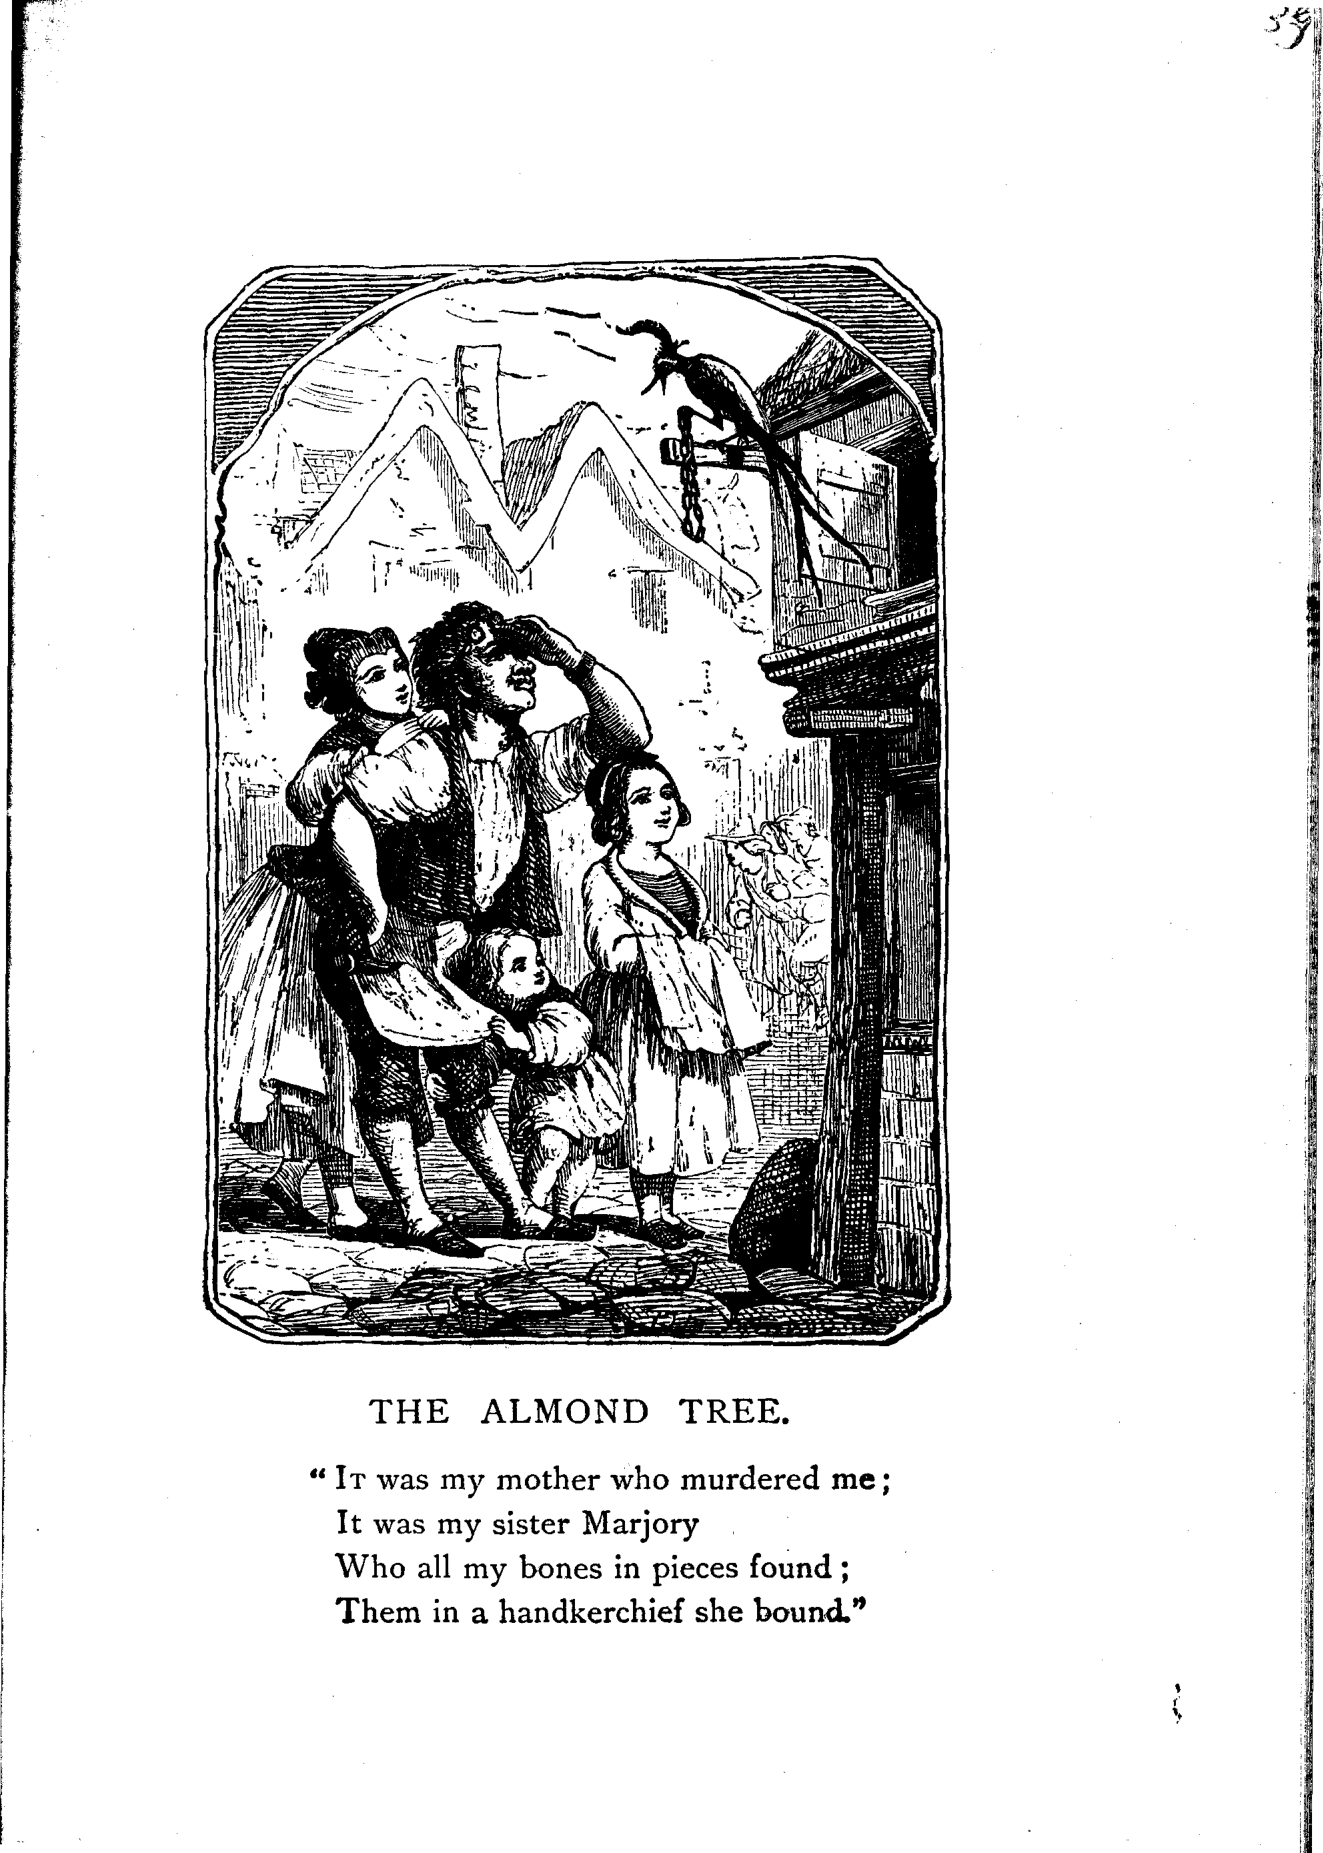 THE ALMOND TREE.
“ IT was my mother who murdered me ;
It was my sister Marjory
Who all my bones in pieces found ;
Them in a handkerchief she bound.”